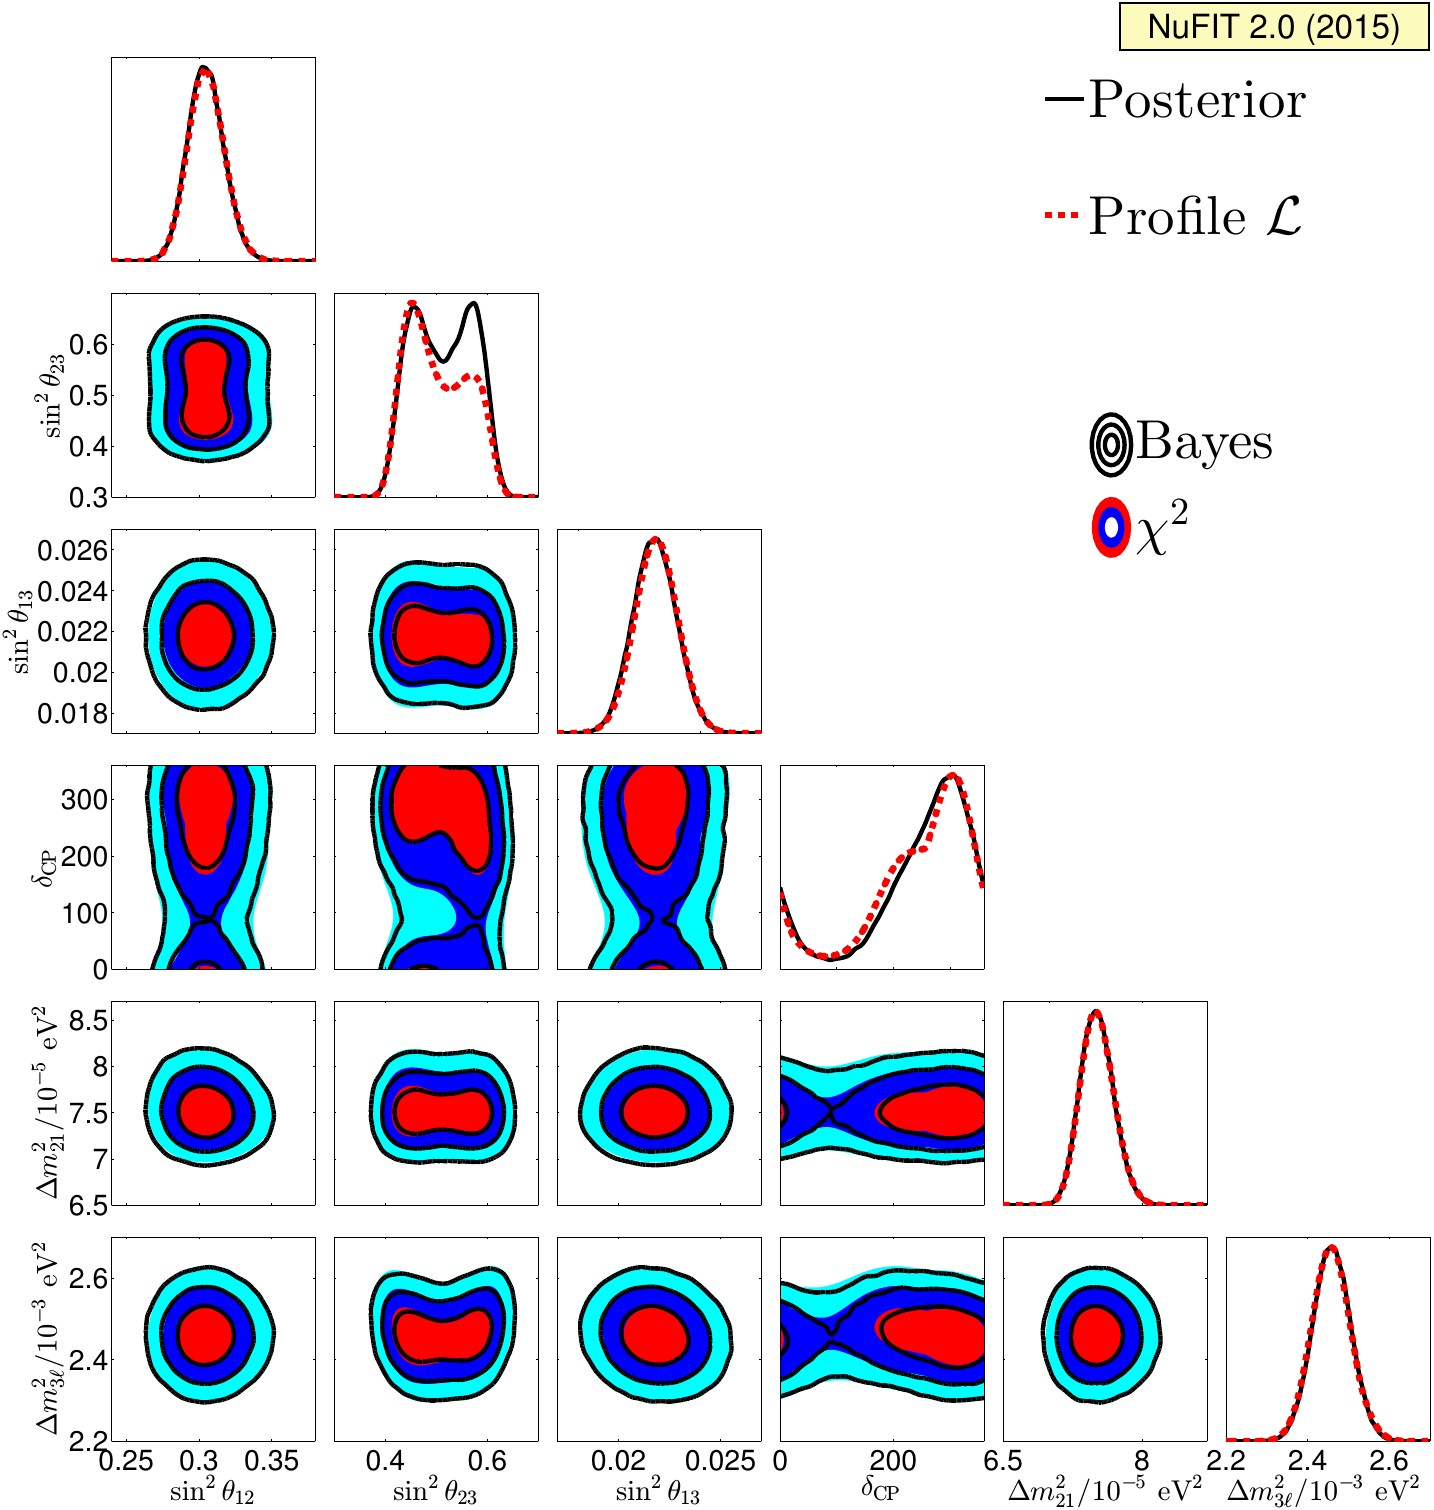 NuFIT 2.0 (2015)
Posterior
Profile ℒ
Bayes
χ²
sin² θ₂₃
0.6
0.5
0.4
0.3
sin² θ₁₃
0.026
0.024
0.022
0.02
0.018
δ_CP
300
200
100
0
Δm²₂₁/10⁻⁵ eV²
8.5
8
7.5
7
6.5
Δm²₃ℓ/10⁻³ eV²
2.6
2.4
2.2
0.25 0.3 0.35 0.4 0.6 0.02 0.025 0 200 6.5 8 2.2 2.4 2.6
sin² θ₁₂ sin² θ₂₃ sin² θ₁₃ δ_CP Δm²₂₁/10⁻⁵ eV² Δm²₃ℓ/10⁻³ eV²